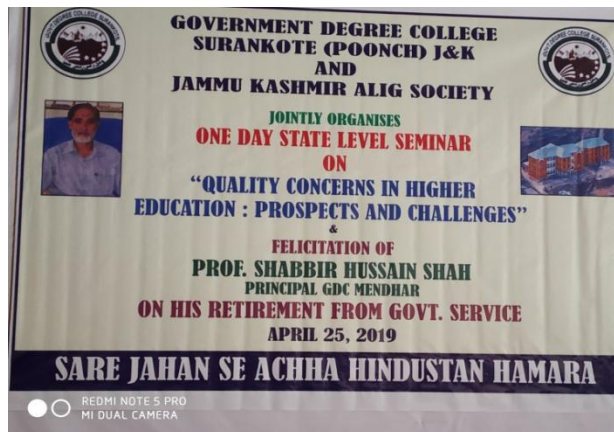 GOVERNMENT DEGREE COLLEGE
SURANKOTE (POONCH) J&K
AND
JAMMU KASHMIR ALIG SOCIETY
JOINTLY ORGANISES
ONE DAY STATE LEVEL SEMINAR
ON
“QUALITY CONCERNS IN HIGHER
EDUCATION : PROSPECTS AND CHALLENGES”
&
FELICITATION OF
PROF. SHABBIR HUSSAIN SHAH
PRINCIPAL GDC MENDHAR
ON HIS RETIREMENT FROM GOVT. SERVICE
APRIL 25, 2019
SARE JAHAN SE ACHHA HINDUSTAN HAMARA
REDMI NOTE 5 PRO
MI DUAL CAMERA